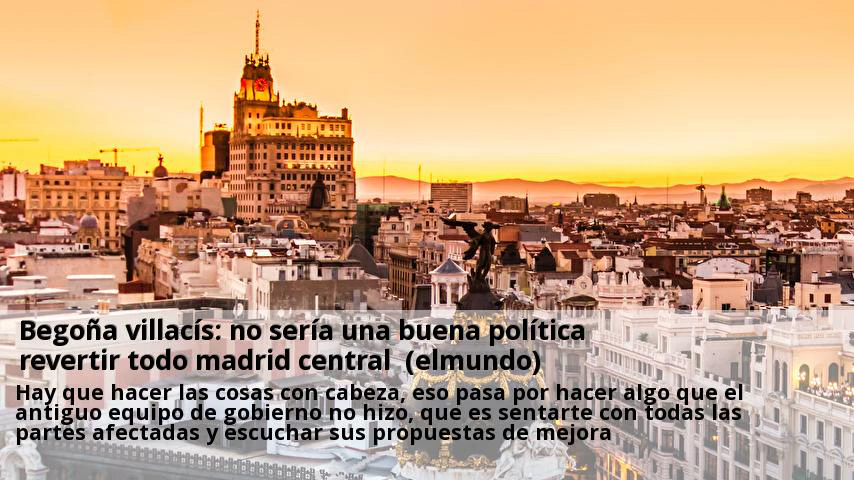 Begoña villacís: no sería una buena política
revertir todo madrid central (elmundo)
Hay que hacer las cosas con cabeza, eso pasa por hacer algo que el
antiguo equipo de gobierno no hizo, que es sentarte con todas las
partes afectadas y escuchar sus propuestas de mejora